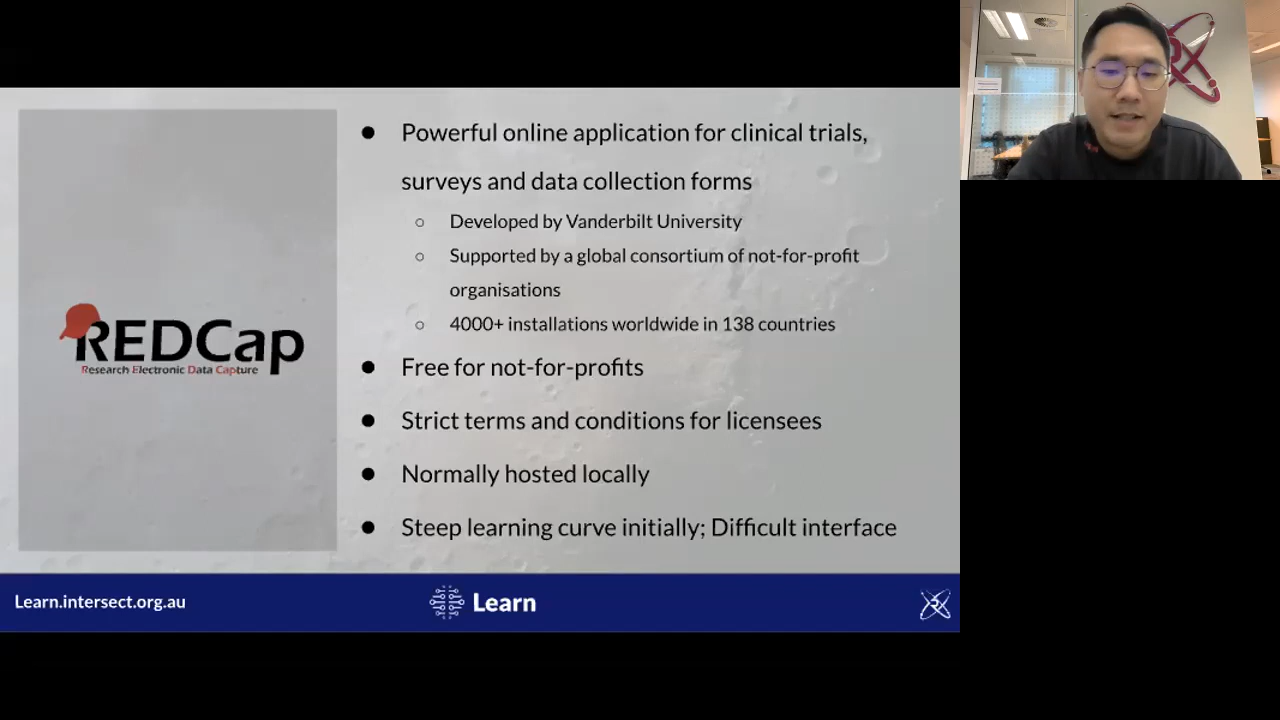 Powerful online application for clinical trials,
surveys and data collection forms
Developed by Vanderbilt University
Supported by a global consortium of not-for-profit
organisations
4000+ installations worldwide in 138 countries
Free for not-for-profits
Strict terms and conditions for licensees
Normally hosted locally
Steep learning curve initially; Difficult interface
REDCap
Research Electronic Data Capture
Learn.intersect.org.au
Learn